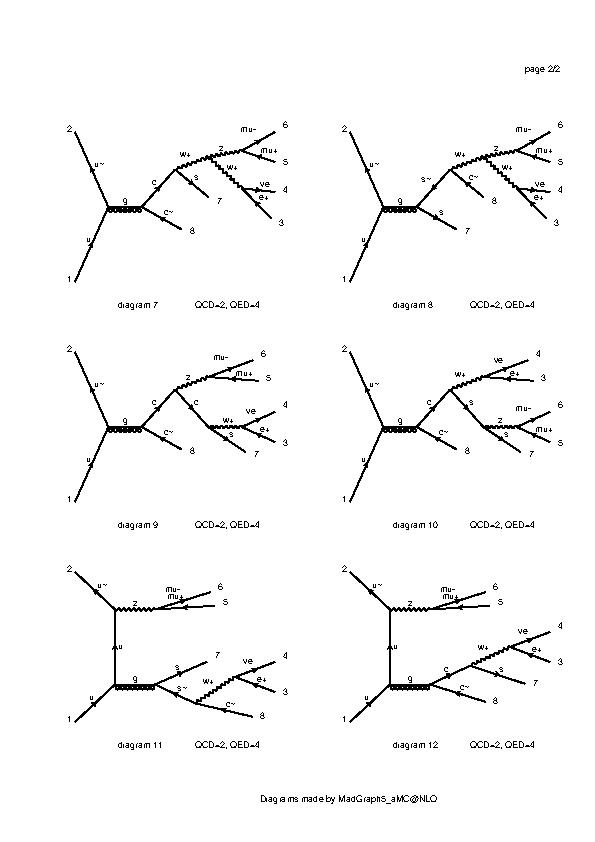 page 2/2
2 u~ u 1 g c c~ 8 w+ s 7 z mu- 6 mu+ 5 w+ ve 4 e+ 3
diagram 7 QCD=2, QED=4
2 u~ u 1 g s~ s 7 w+ c~ 8 z mu- 6 mu+ 5 w+ ve 4 e+ 3
diagram 8 QCD=2, QED=4
2 u~ u 1 g c c~ 8 z mu- 6 mu+ 5 c w+ ve 4 e+ 3 s 7
diagram 9 QCD=2, QED=4
2 u~ u 1 g c c~ 8 w+ ve 4 e+ 3 s z mu- 6 mu+ 5 s 7
diagram 10 QCD=2, QED=4
2 u~ z mu- 6 mu+ 5 u u 1 g s 7 s~ w+ ve 4 e+ 3 c~ 8
diagram 11 QCD=2, QED=4
2 u~ z mu- 6 mu+ 5 u u 1 g c w+ ve 4 e+ 3 s 7 c~ 8
diagram 12 QCD=2, QED=4
Diagrams made by MadGraph5_aMC@NLO